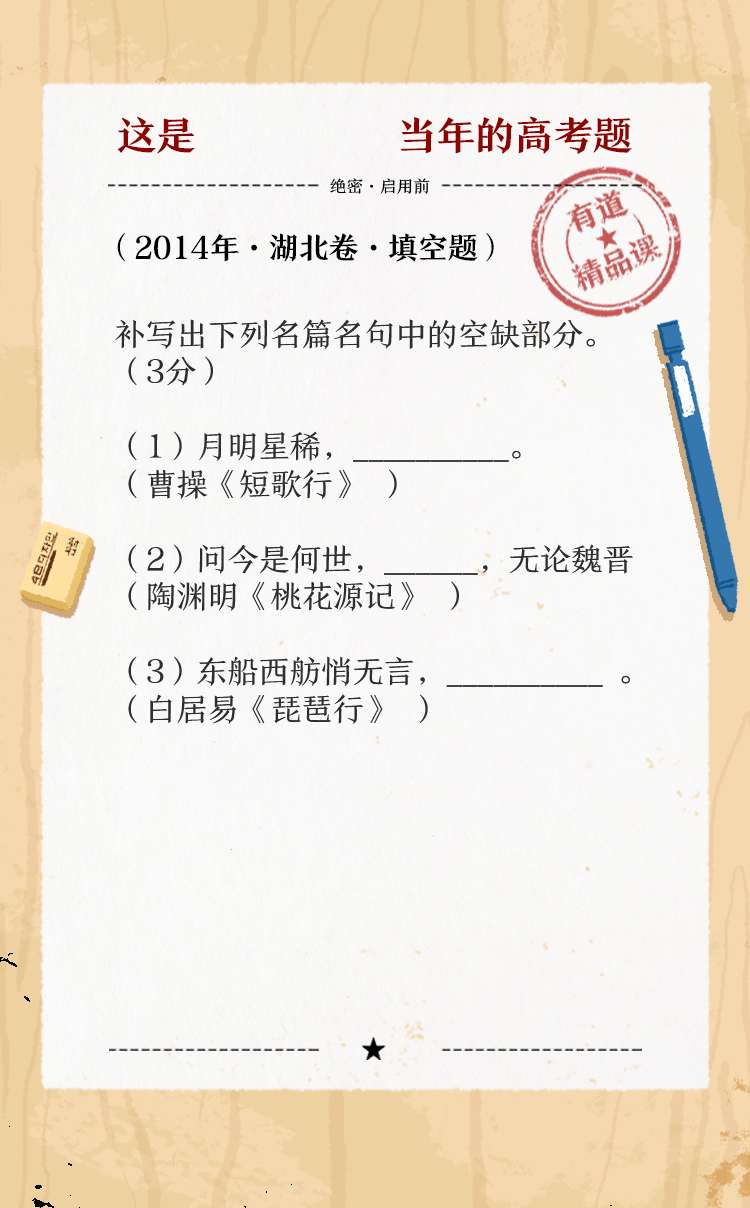 这是 当年的高考题
绝密·启用前
有道
精品课
（2014年·湖北卷·填空题）
补写出下列名篇名句中的空缺部分。
（3分）
（1）月明星稀，__________。
（曹操《短歌行》 ）
（2）问今是何世，______，无论魏晋
（陶渊明《桃花源记》 ）
（3）东船西舫悄无言，__________ 。
（白居易《琵琶行》 ）